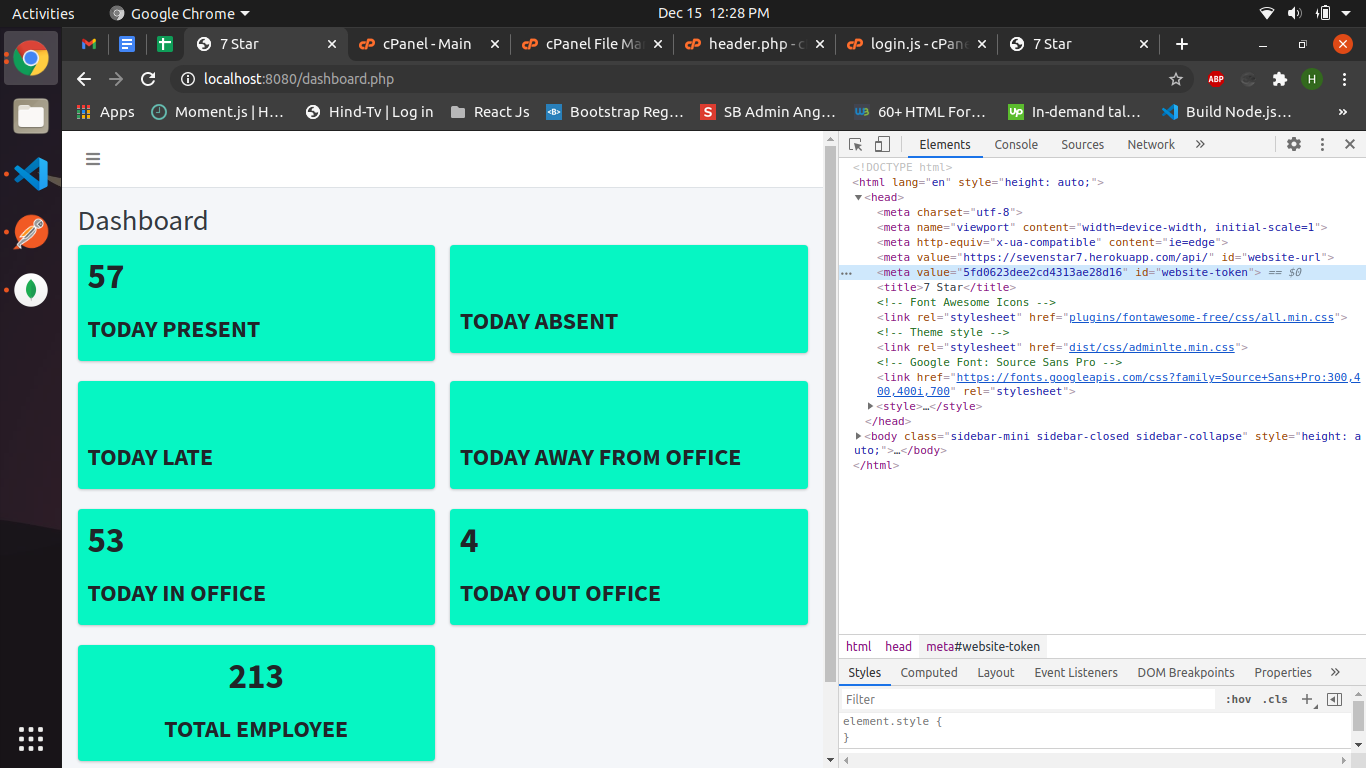 Activities Google Chrome Dec 15 12:28 PM
7 Star cPanel - Main cPanel File Ma header.php - c login.js - cPane 7 Star
localhost:8080/dashboard.php ABP H
Apps Moment.js | H… Hind-Tv | Log in React Js Bootstrap Reg… SB Admin Ang… 60+ HTML For… In-demand tal… Build Node.js… »
Dashboard
57
TODAY PRESENT
TODAY ABSENT
TODAY LATE
TODAY AWAY FROM OFFICE
53
TODAY IN OFFICE
4
TODAY OUT OFFICE
213
TOTAL EMPLOYEE
Elements Console Sources Network »
<!DOCTYPE html>
<html lang="en" style="height: auto;">
<head>
<meta charset="utf-8">
<meta name="viewport" content="width=device-width, initial-scale=1">
<meta http-equiv="x-ua-compatible" content="ie=edge">
<meta value="https://sevenstar7.herokuapp.com/api/" id="website-url">
<meta value="5fd0623dee2cd4313ae28d16" id="website-token"> == $0
<title>7 Star</title>
<!-- Font Awesome Icons -->
<link rel="stylesheet" href="plugins/fontawesome-free/css/all.min.css">
<!-- Theme style -->
<link rel="stylesheet" href="dist/css/adminlte.min.css">
<!-- Google Font: Source Sans Pro -->
<link href="https://fonts.googleapis.com/css?family=Source+Sans+Pro:300,4
00,400i,700" rel="stylesheet">
<style>…</style>
</head>
<body class="sidebar-mini sidebar-closed sidebar-collapse" style="height: a
uto;">…</body>
</html>
html head meta#website-token
Styles Computed Layout Event Listeners DOM Breakpoints Properties »
Filter :hov .cls +
element.style {
}